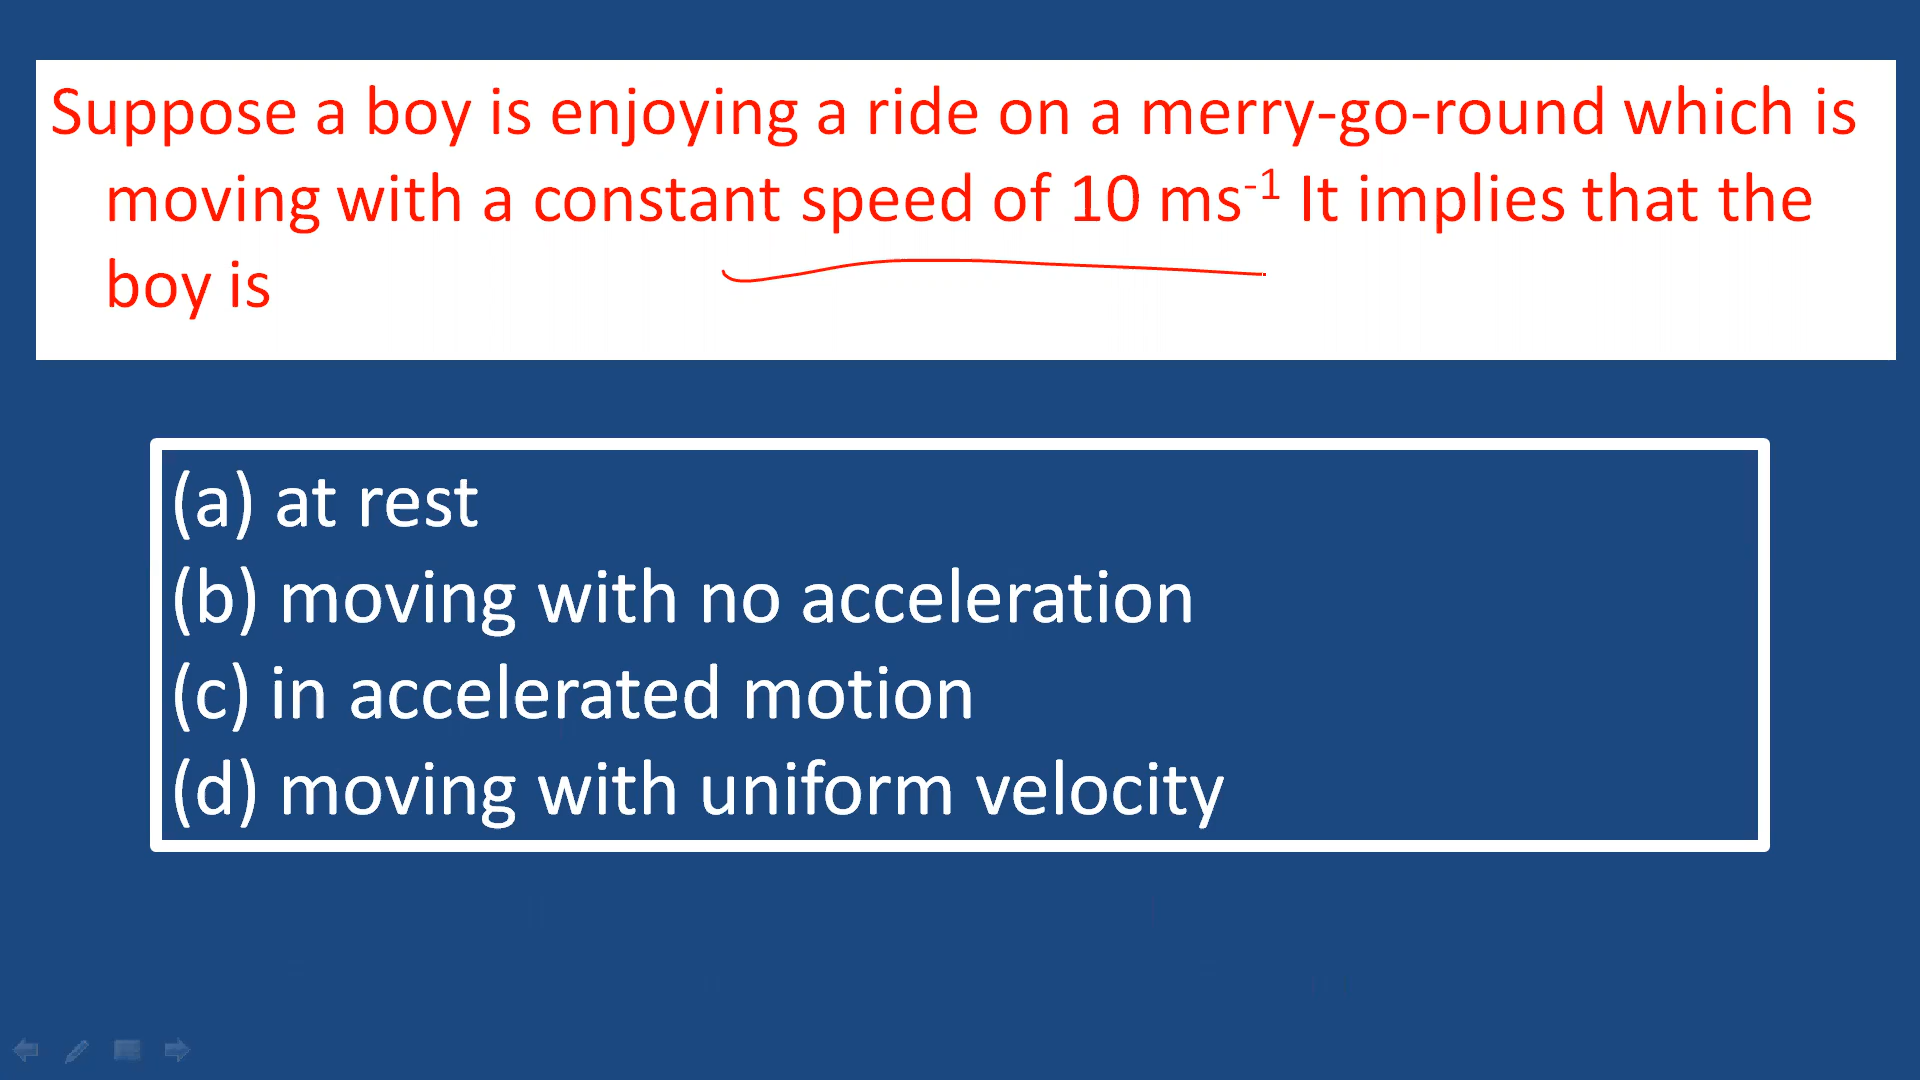 Suppose a boy is enjoying a ride on a merry-go-round which is
moving with a constant speed of 10 ms⁻¹ It implies that the
boy is
(a) at rest
(b) moving with no acceleration
(c) in accelerated motion
(d) moving with uniform velocity